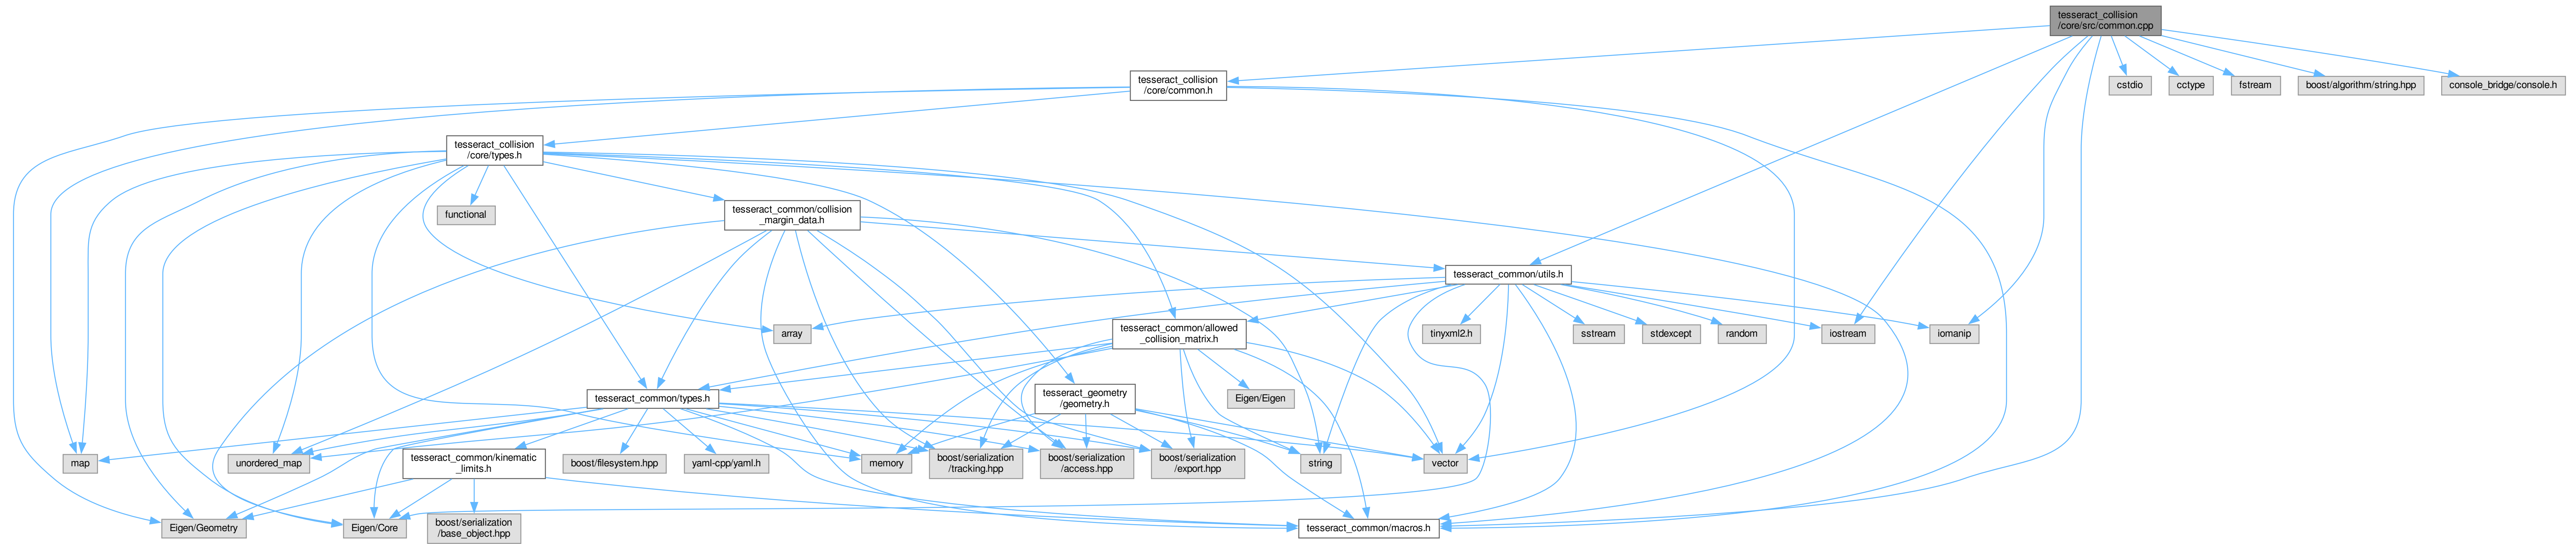 tesseract_collision
/core/src/common.cpp
tesseract_collision
/core/common.h
cstdio
cctype
fstream
boost/algorithm/string.hpp
console_bridge/console.h
tesseract_collision
/core/types.h
functional
tesseract_common/collision
_margin_data.h
tesseract_common/utils.h
array
tesseract_common/allowed
_collision_matrix.h
tinyxml2.h
sstream
stdexcept
random
iostream
iomanip
tesseract_common/types.h
tesseract_geometry
/geometry.h
Eigen/Eigen
map
unordered_map
tesseract_common/kinematic
_limits.h
boost/filesystem.hpp
yaml-cpp/yaml.h
memory
boost/serialization
/tracking.hpp
boost/serialization
/access.hpp
boost/serialization
/export.hpp
string
vector
Eigen/Geometry
Eigen/Core
boost/serialization
/base_object.hpp
tesseract_common/macros.h